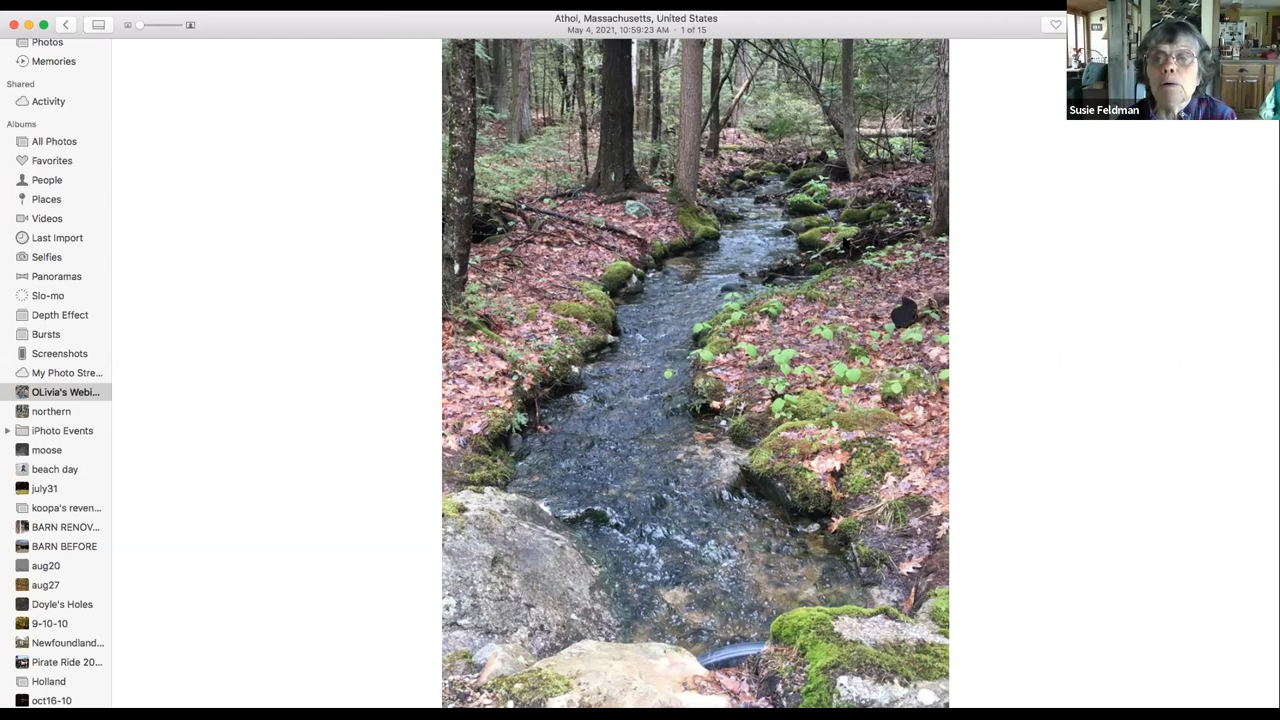 Athol, Massachusetts, United States
May 4, 2021, 10:59:23 AM · 1 of 15
Photos
Memories
Shared
Activity
Albums
All Photos
Favorites
People
Places
Videos
Last Import
Selfies
Panoramas
Slo-mo
Depth Effect
Bursts
Screenshots
My Photo Stre...
OLivia's Webi...
northern
iPhoto Events
moose
beach day
july31
koopa's reven...
BARN RENOV...
BARN BEFORE
aug20
aug27
Doyle's Holes
9-10-10
Newfoundland...
Pirate Ride 20...
Holland
oct16-10
Susie Feldman